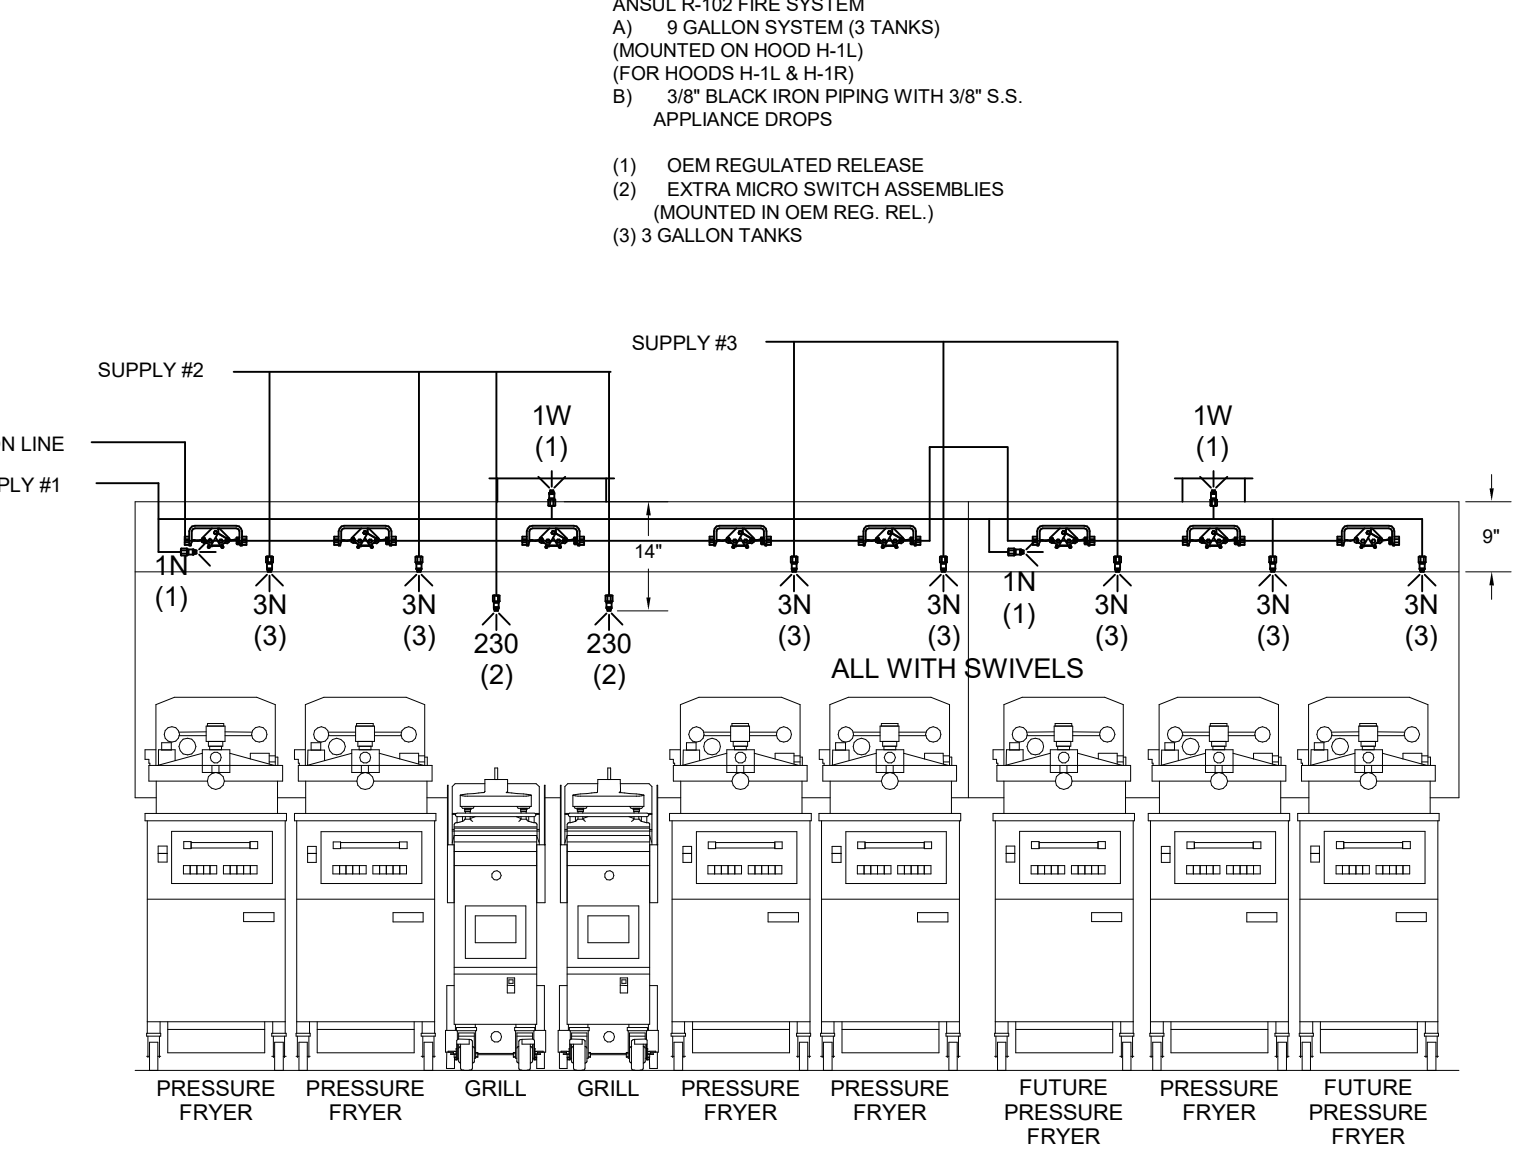 ANSUL R-102 FIRE SYSTEM
A) 9 GALLON SYSTEM (3 TANKS)
(MOUNTED ON HOOD H-1L)
(FOR HOODS H-1L & H-1R)
B) 3/8" BLACK IRON PIPING WITH 3/8" S.S.
APPLIANCE DROPS
(1) OEM REGULATED RELEASE
(2) EXTRA MICRO SWITCH ASSEMBLIES
(MOUNTED IN OEM REG. REL.)
(3) 3 GALLON TANKS
SUPPLY #3
SUPPLY #2
1W
(1)
1W
(1)
ON LINE
PLY #1
14"
9"
1N
(1)
3N
(3)
3N
(3)
230
(2)
230
(2)
3N
(3)
3N
(3)
1N
(1)
3N
(3)
3N
(3)
3N
(3)
ALL WITH SWIVELS
PRESSURE
FRYER
PRESSURE
FRYER
GRILL
GRILL
PRESSURE
FRYER
PRESSURE
FRYER
FUTURE
PRESSURE
FRYER
PRESSURE
FRYER
FUTURE
PRESSURE
FRYER